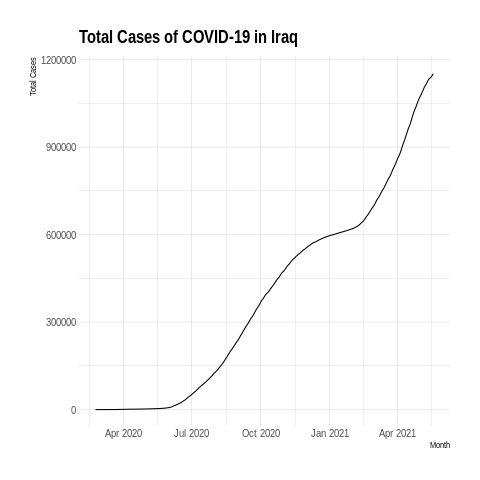 Total Cases of COVID-19 in Iraq
Total Cases
1200000
900000
600000
300000
0
Apr 2020 Jul 2020 Oct 2020 Jan 2021 Apr 2021
Month